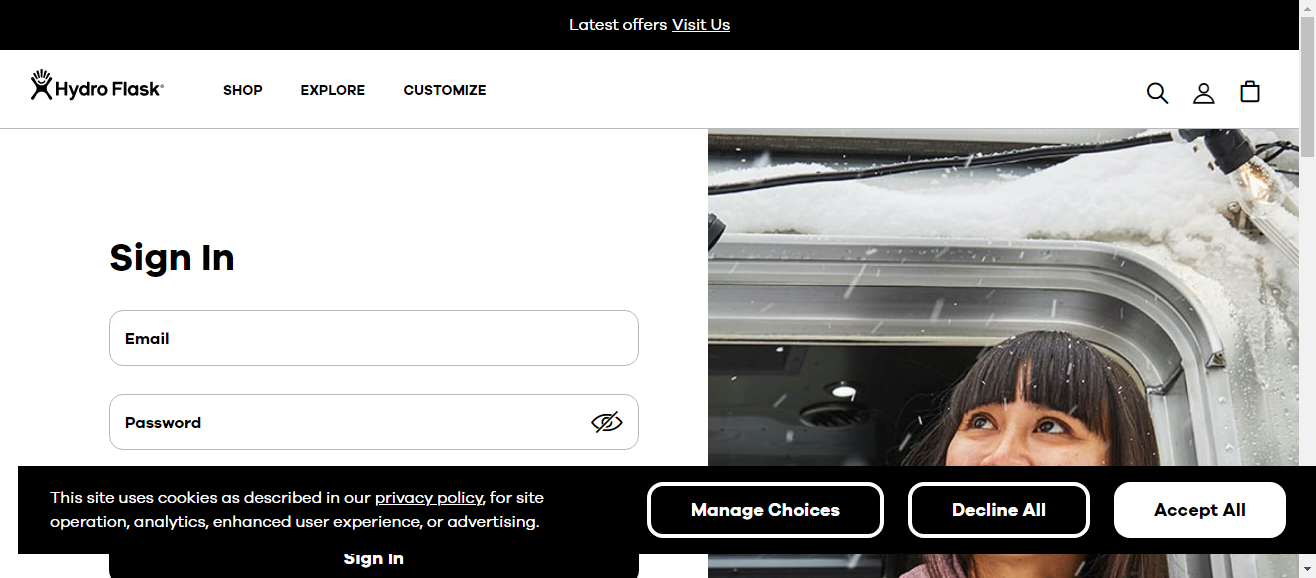 Latest offers Visit Us
Hydro Flask
SHOP
EXPLORE
CUSTOMIZE
Sign In
Email
Password
This site uses cookies as described in our privacy policy, for site
operation, analytics, enhanced user experience, or advertising.
Manage Choices
Decline All
Accept All
Sign In